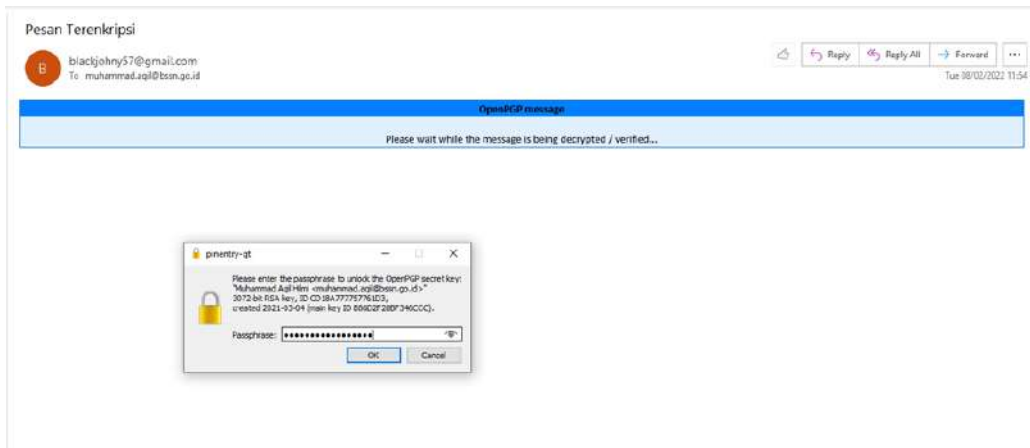 Pesan Terenkripsi
B
blackjohny57@gmail.com
To muhammad.aqil@bssn.go.id
Reply
Reply All
Forward
Tue 08/02/2022 11:54
OpenPGP message
Please wait while the message is being decrypted / verified...
pinentry-qt
Please enter the passphrase to unlock the OpenPGP secret key:
"Muhammad Aqil <muhammad.aqil@bssn.go.id>"
3072-bit RSA key, ID
created 2021-03-04 (main key ID
Passphrase:
OK
Cancel